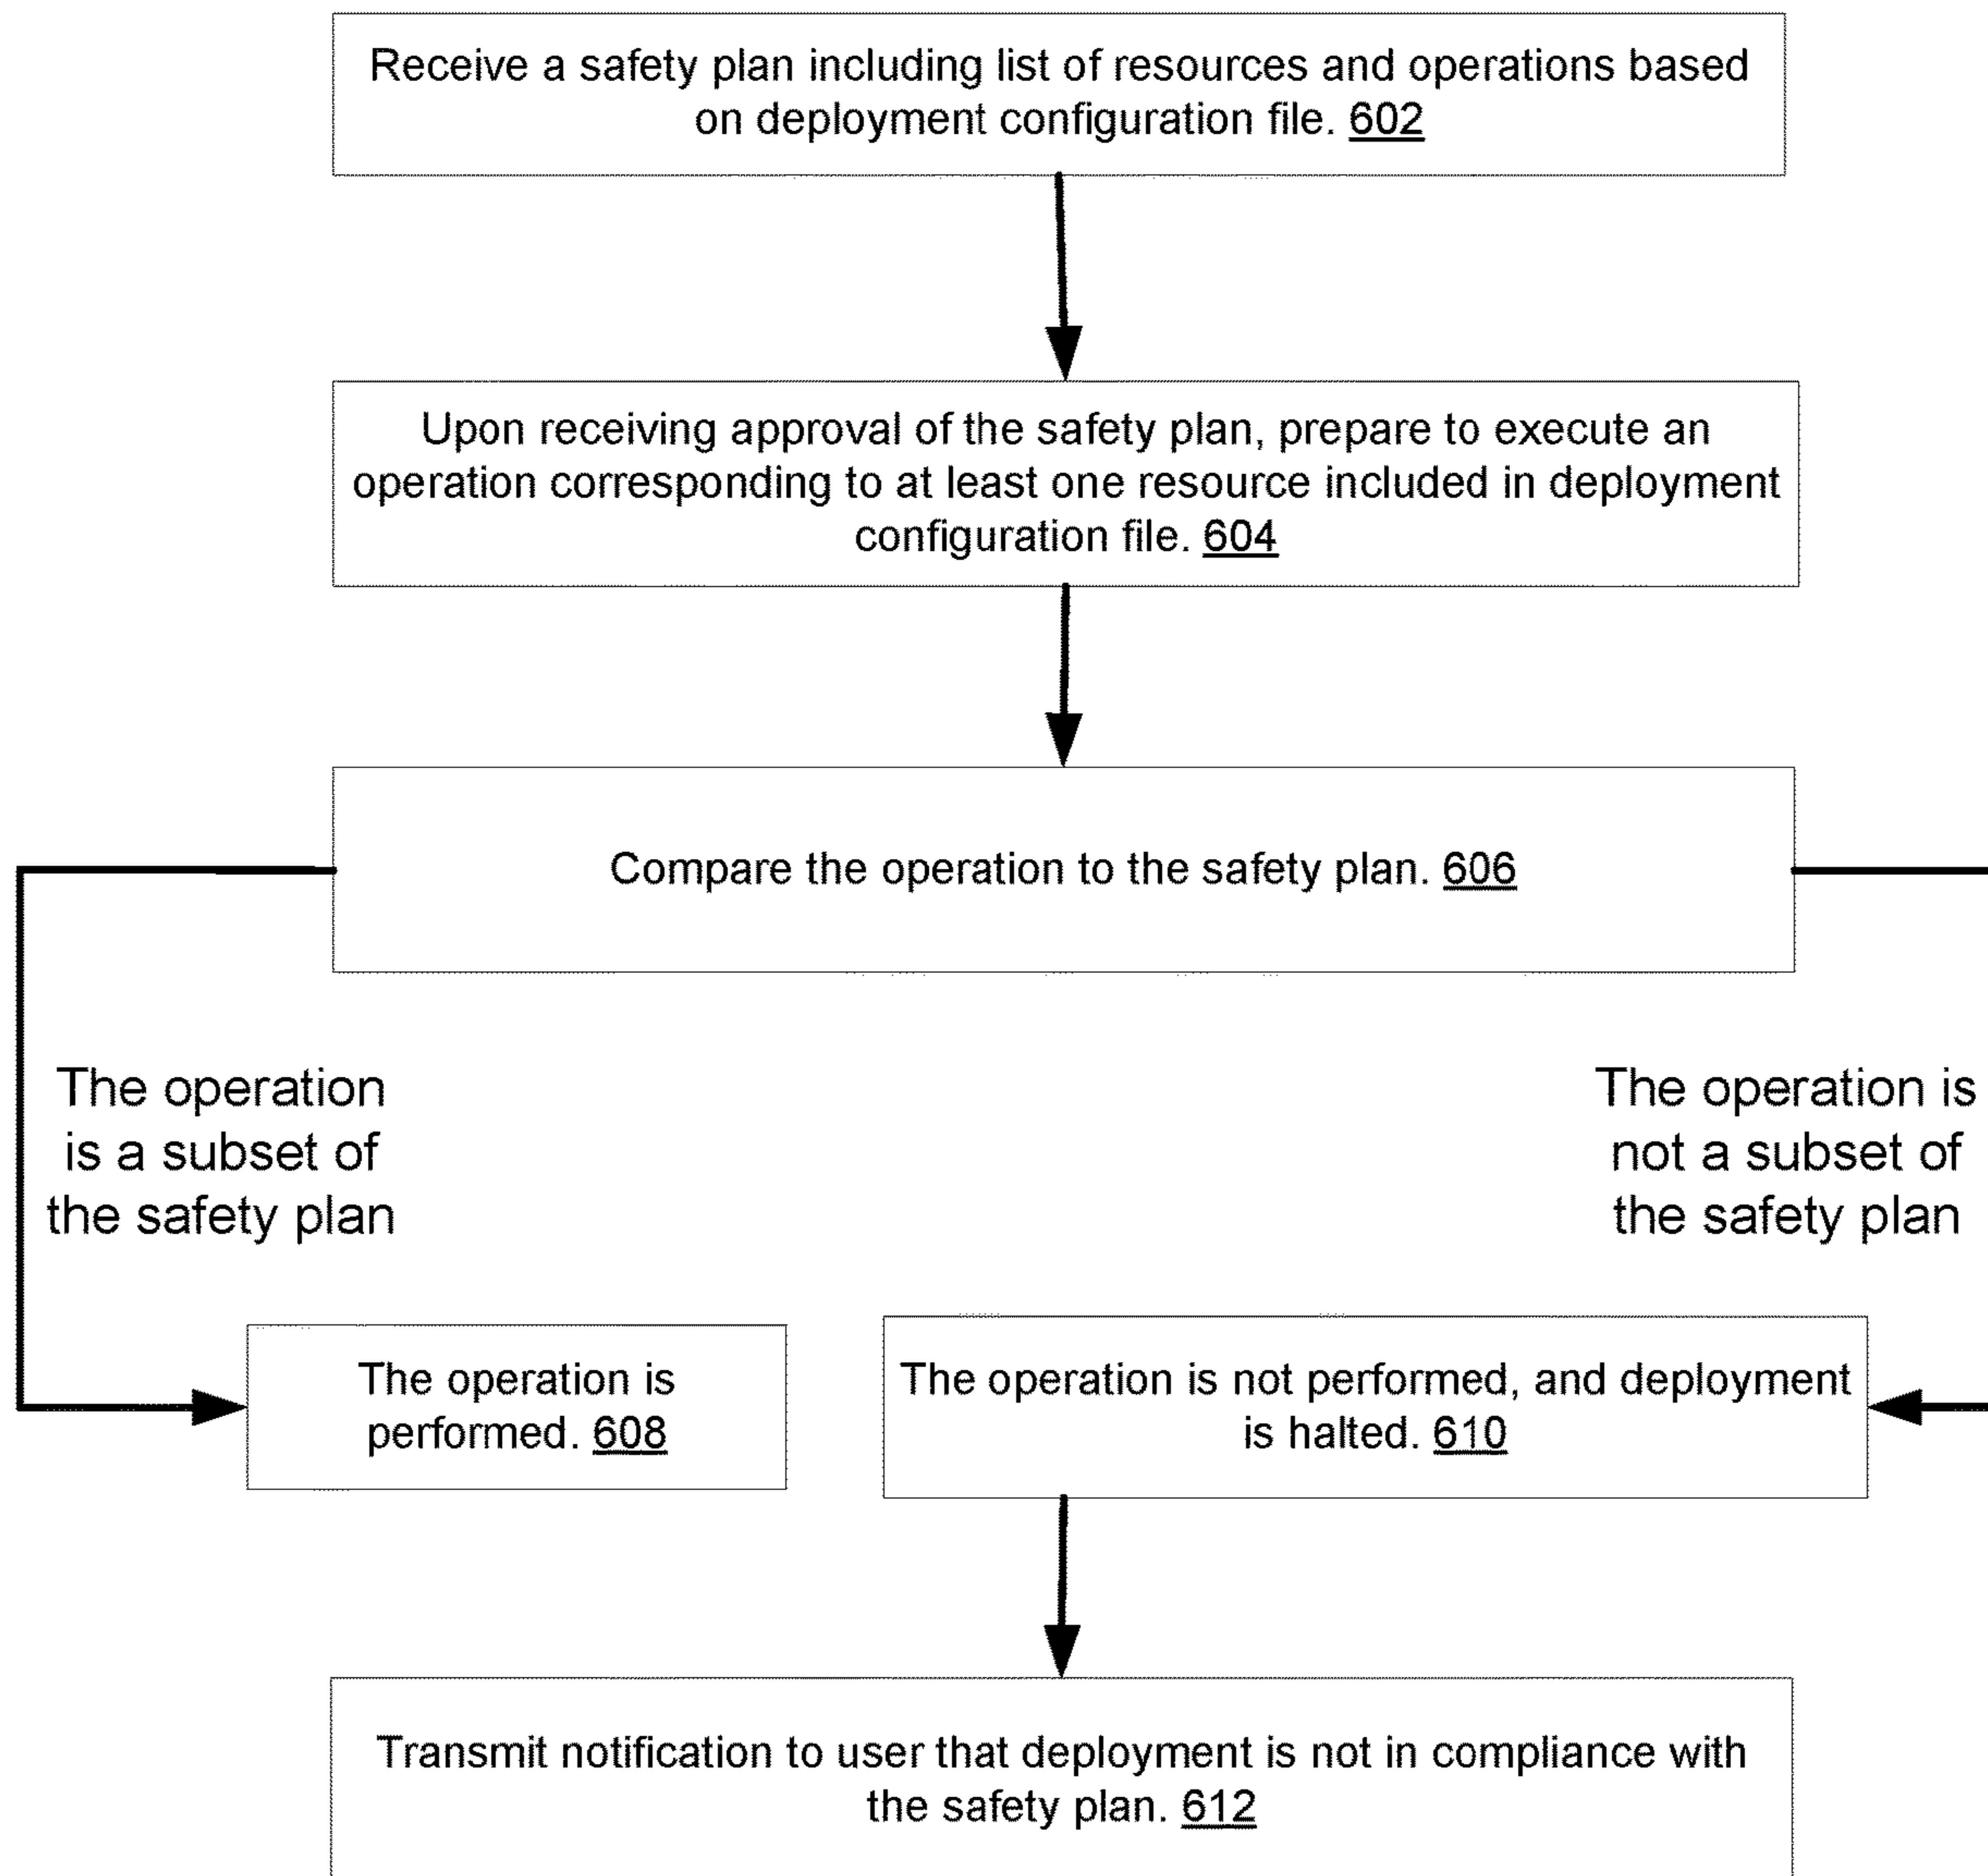 Receive a safety plan including list of resources and operations based
on deployment configuration file. 602
Upon receiving approval of the safety plan, prepare to execute an
operation corresponding to at least one resource included in deployment
configuration file. 604
Compare the operation to the safety plan. 606
The operation
is a subset of
the safety plan
The operation is
not a subset of
the safety plan
The operation is
performed. 608
The operation is not performed, and deployment
is halted. 610
Transmit notification to user that deployment is not in compliance with
the safety plan. 612